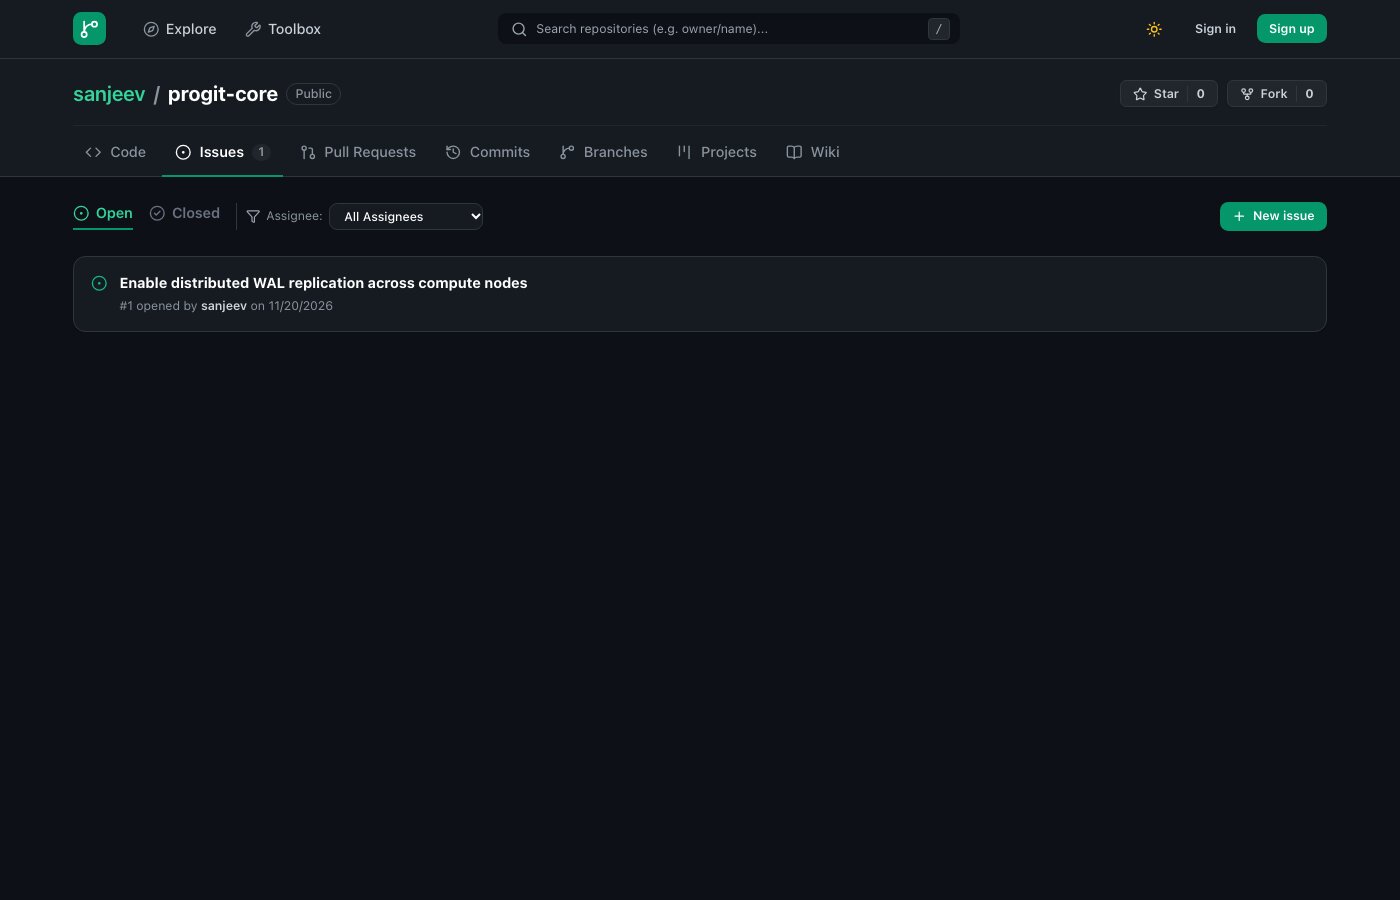 Explore Toolbox Search repositories (e.g. owner/name)... / Sign in Sign up
sanjeev / progit-core Public Star 0 Fork 0
Code Issues 1 Pull Requests Commits Branches Projects Wiki
Open Closed Assignee: All Assignees New issue
Enable distributed WAL replication across compute nodes
#1 opened by sanjeev on 11/20/2026